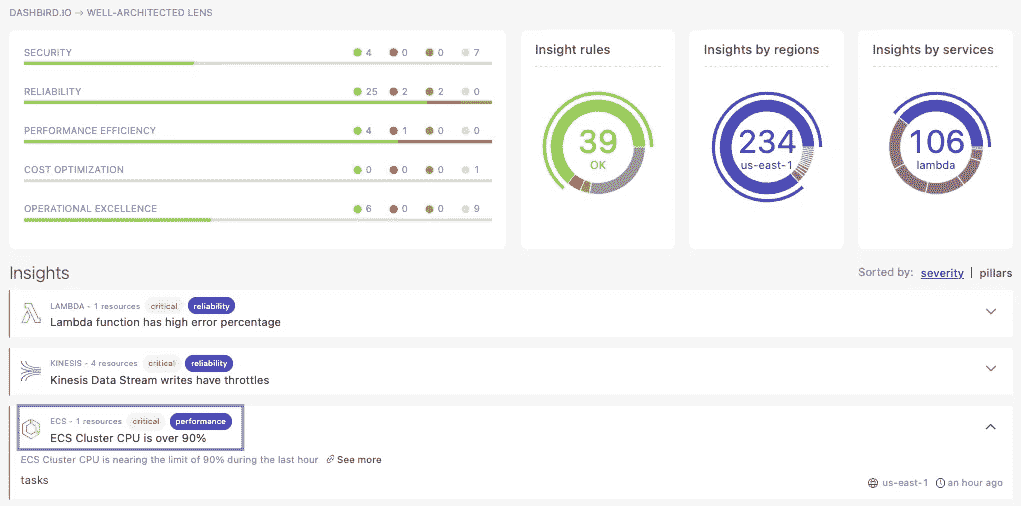 DASHBIRD.IO → WELL-ARCHITECTED LENS
SECURITY 4 0 0 7
RELIABILITY 25 2 2 0
PERFORMANCE EFFICIENCY 4 1 0 0
COST OPTIMIZATION 0 0 0 1
OPERATIONAL EXCELLENCE 6 0 0 9
Insight rules
39
OK
Insights by regions
234
us-east-1
Insights by services
106
lambda
Insights
Sorted by: severity | pillars
LAMBDA - 1 resources critical reliability
Lambda function has high error percentage
KINESIS - 4 resources critical reliability
Kinesis Data Stream writes have throttles
ECS - 1 resources critical performance
ECS Cluster CPU is over 90%
ECS Cluster CPU is nearing the limit of 90% during the last hour See more
tasks
us-east-1 an hour ago